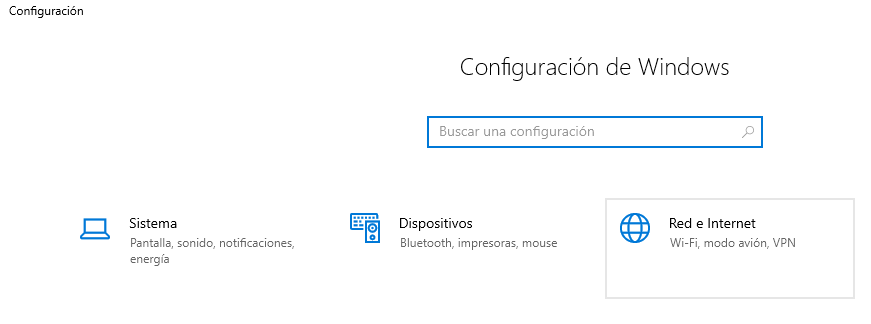 Configuración
Configuración de Windows
Buscar una configuración
Sistema
Pantalla, sonido, notificaciones,
energía
Dispositivos
Bluetooth, impresoras, mouse
Red e Internet
Wi-Fi, modo avión, VPN